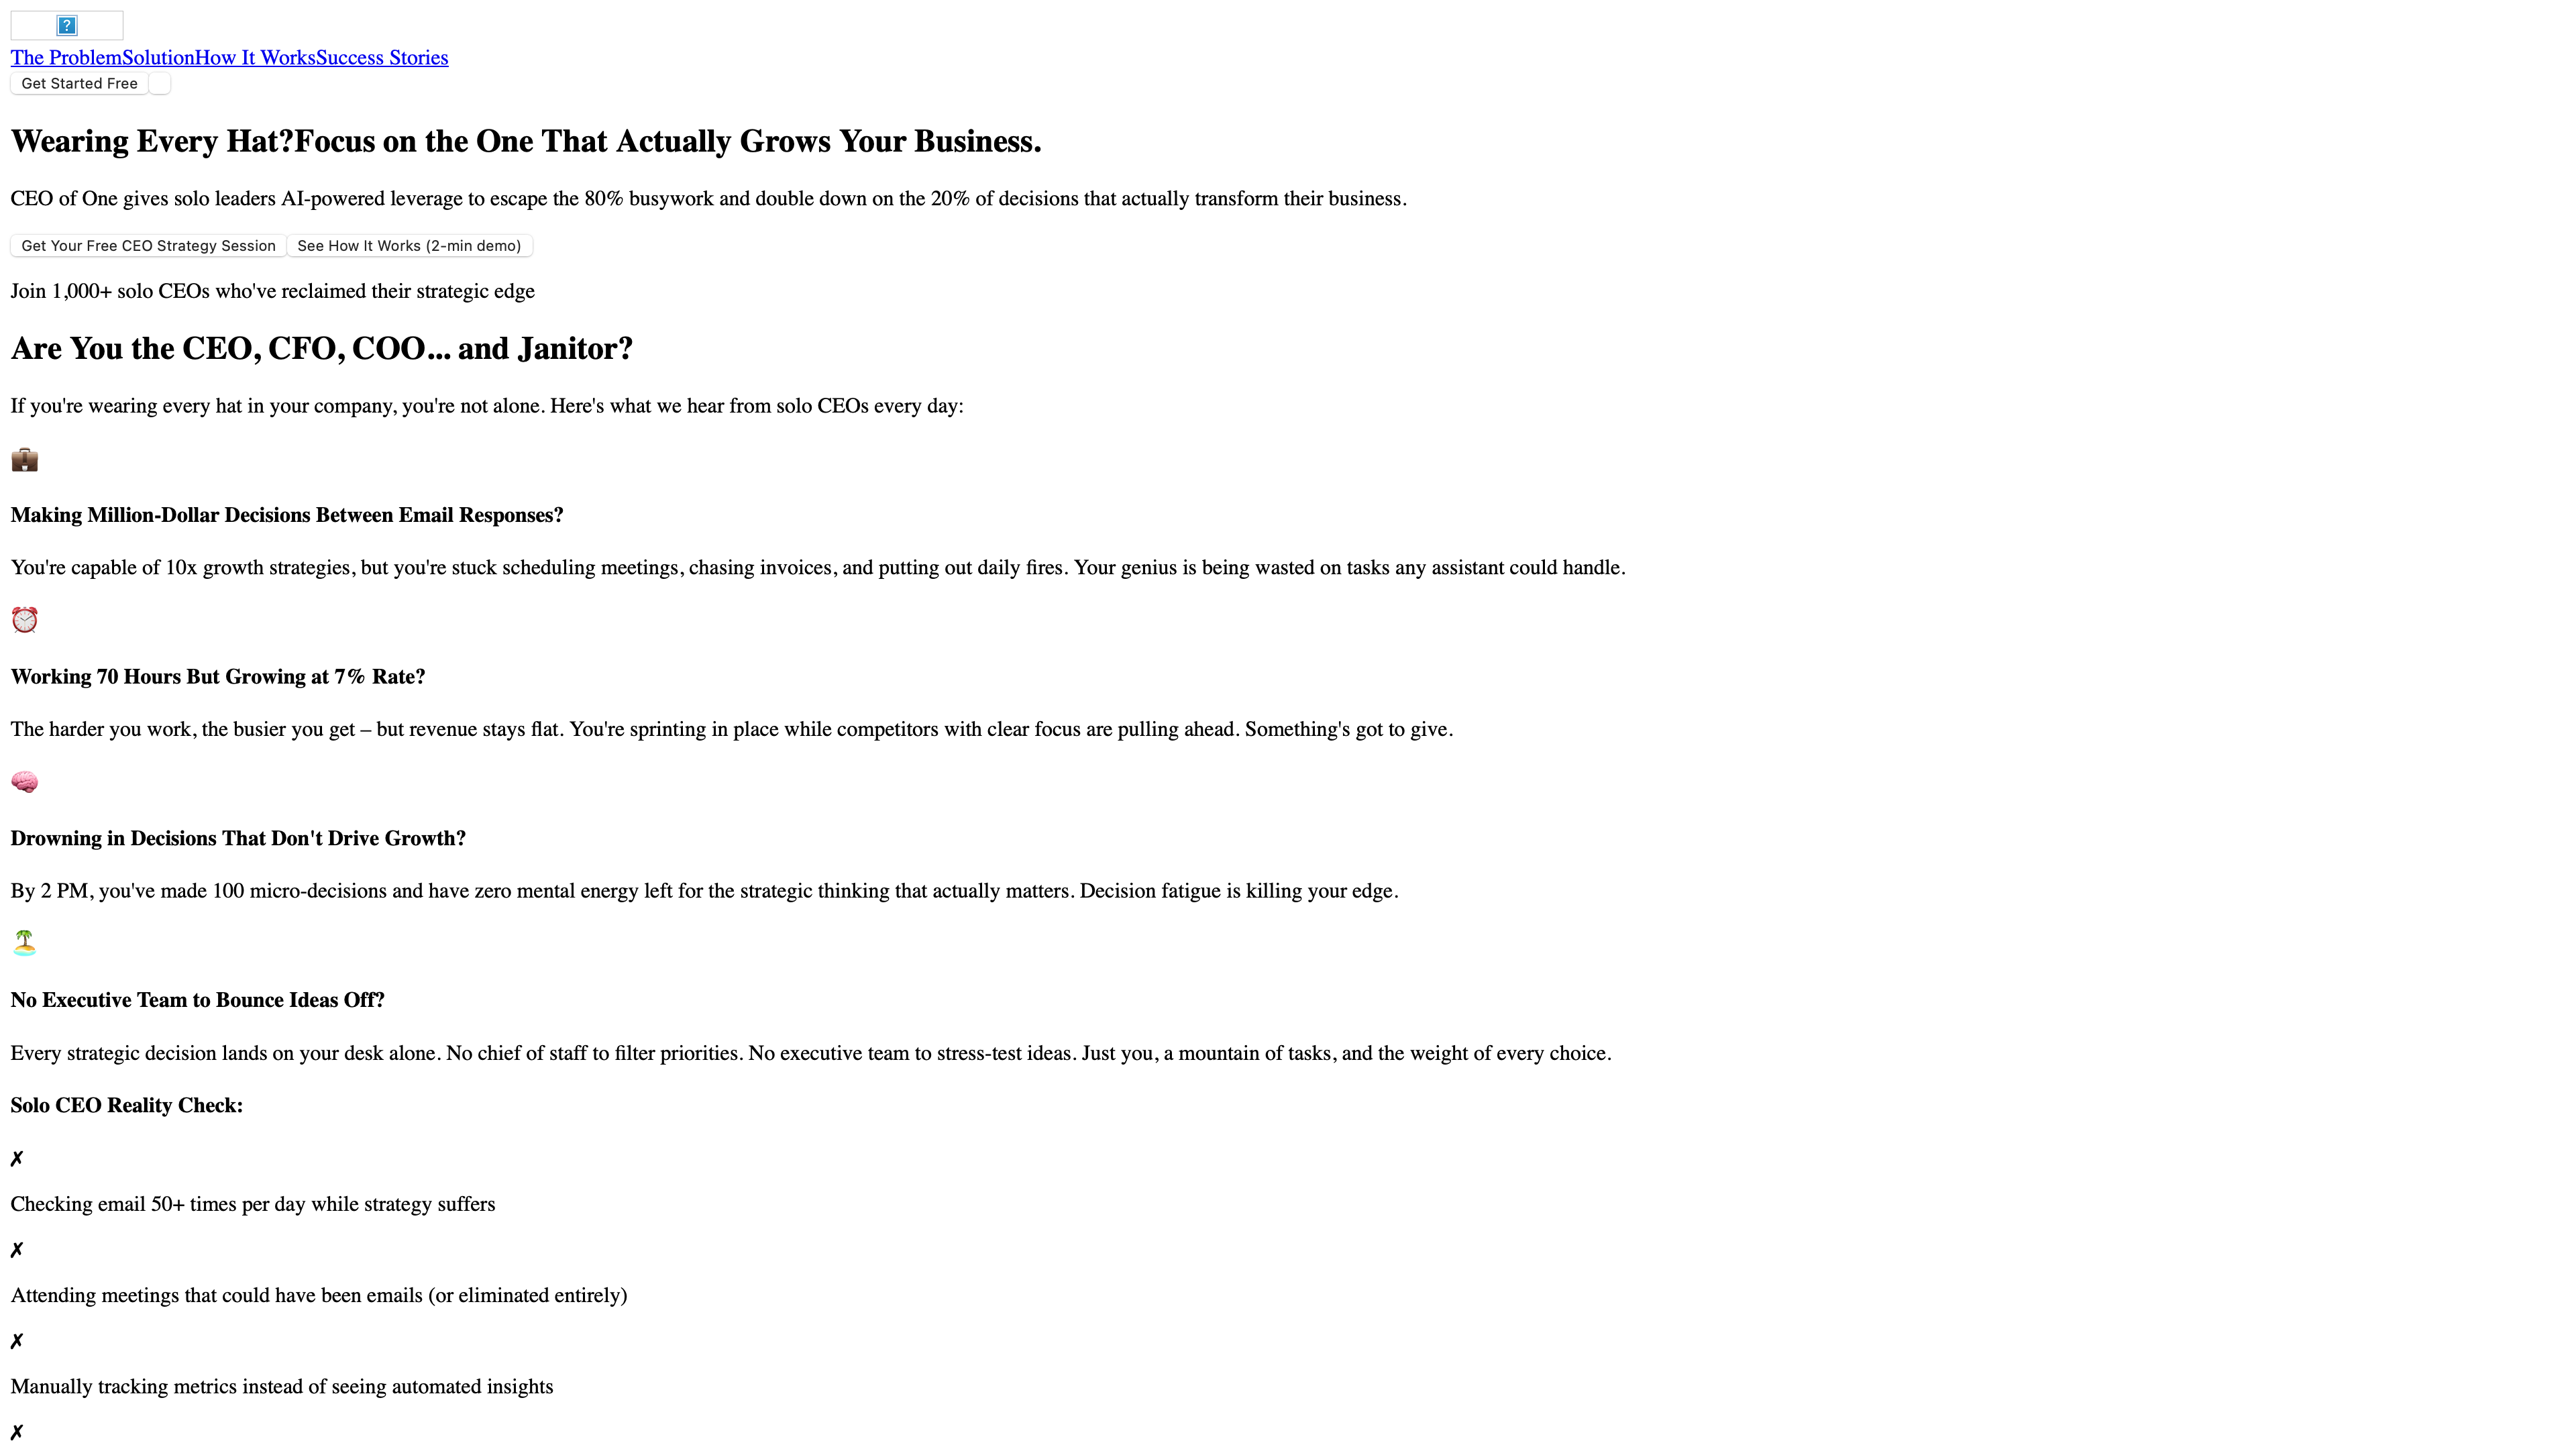 The ProblemSolutionHow It WorksSuccess Stories
Get Started Free
Wearing Every Hat?Focus on the One That Actually Grows Your Business.
CEO of One gives solo leaders AI-powered leverage to escape the 80% busywork and double down on the 20% of decisions that actually transform their business.
Get Your Free CEO Strategy Session See How It Works (2-min demo)
Join 1,000+ solo CEOs who've reclaimed their strategic edge
Are You the CEO, CFO, COO... and Janitor?
If you're wearing every hat in your company, you're not alone. Here's what we hear from solo CEOs every day:
💼
Making Million-Dollar Decisions Between Email Responses?
You're capable of 10x growth strategies, but you're stuck scheduling meetings, chasing invoices, and putting out daily fires. Your genius is being wasted on tasks any assistant could handle.
⏰
Working 70 Hours But Growing at 7% Rate?
The harder you work, the busier you get – but revenue stays flat. You're sprinting in place while competitors with clear focus are pulling ahead. Something's got to give.
🧠
Drowning in Decisions That Don't Drive Growth?
By 2 PM, you've made 100 micro-decisions and have zero mental energy left for the strategic thinking that actually matters. Decision fatigue is killing your edge.
🏝️
No Executive Team to Bounce Ideas Off?
Every strategic decision lands on your desk alone. No chief of staff to filter priorities. No executive team to stress-test ideas. Just you, a mountain of tasks, and the weight of every choice.
Solo CEO Reality Check:
✗
Checking email 50+ times per day while strategy suffers
✗
Attending meetings that could have been emails (or eliminated entirely)
✗
Manually tracking metrics instead of seeing automated insights
✗